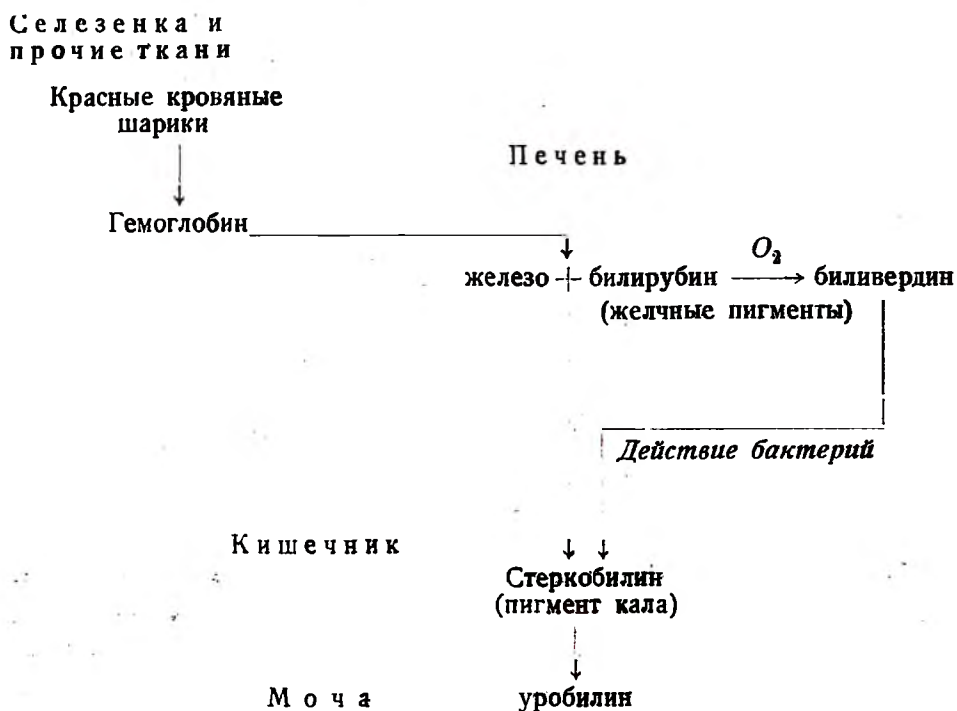 Селезенка и
прочие ткани
Красные кровяные
шарики
Печень
Гемоглобин
O₂
железо + билирубин → биливердин
(желчные пигменты)
Действие бактерий
Кишечник
Стеркобилин
(пигмент кала)
Моча уробилин